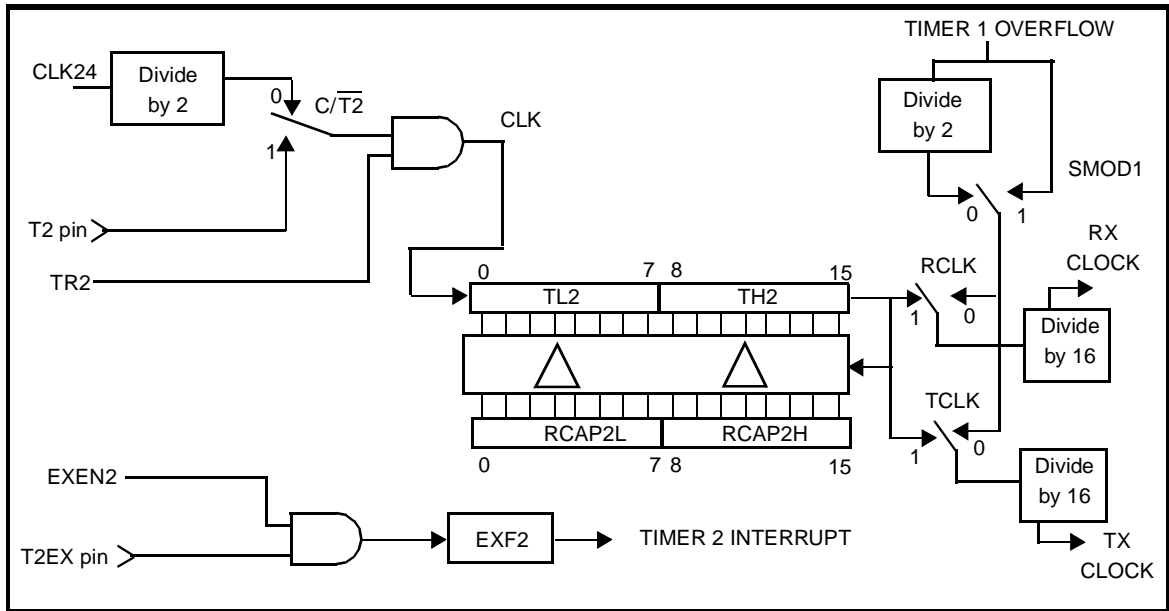 TIMER 1 OVERFLOW
CLK24
Divide
by 2
0
C/T2
1
CLK
Divide
by 2
SMOD1
0
1
T2 pin
TR2
RX
CLOCK
0
7
8
15
TL2
TH2
RCLK
1
0
Divide
by 16
TCLK
1
0
RCAP2L
RCAP2H
0
7
8
15
Divide
by 16
TX
CLOCK
EXEN2
T2EX pin
EXF2
TIMER 2 INTERRUPT